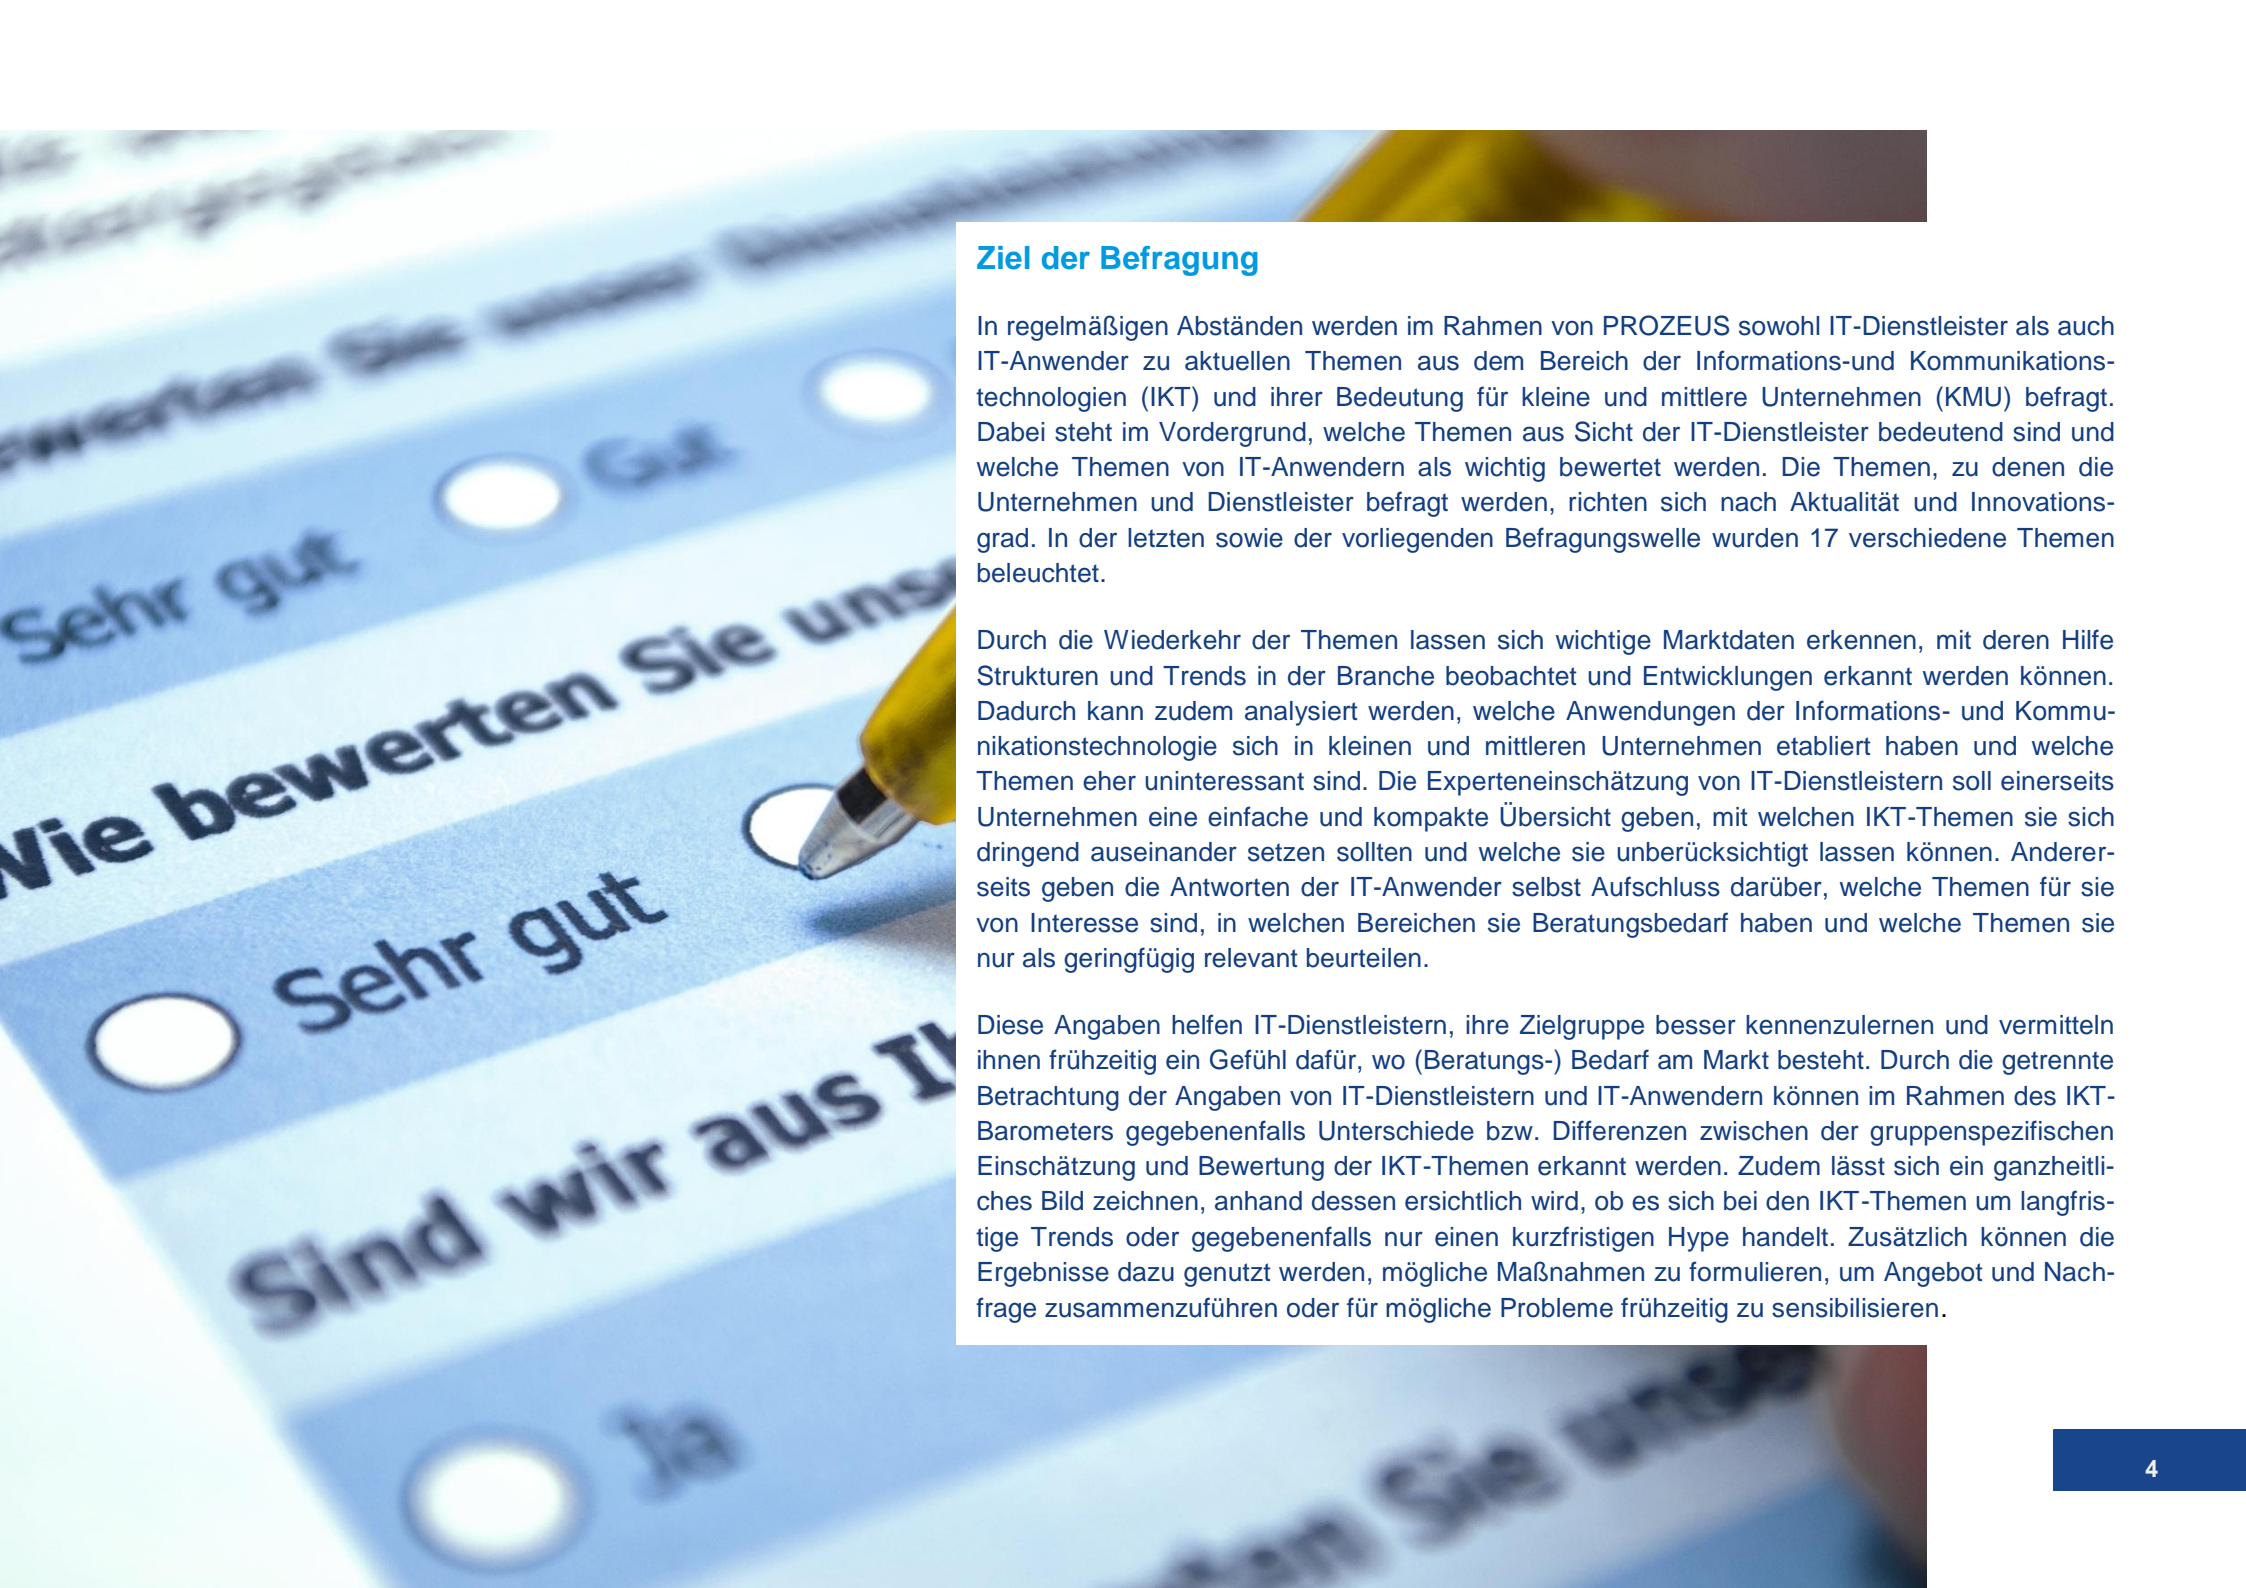 Ziel der Befragung
In regelmäßigen Abständen werden im Rahmen von PROZEUS sowohl IT-Dienstleister als auch
IT-Anwender zu aktuellen Themen aus dem Bereich der Informations-und Kommunikations-
technologien (IKT) und ihrer Bedeutung für kleine und mittlere Unternehmen (KMU) befragt.
Dabei steht im Vordergrund, welche Themen aus Sicht der IT-Dienstleister bedeutend sind und
welche Themen von IT-Anwendern als wichtig bewertet werden. Die Themen, zu denen die
Unternehmen und Dienstleister befragt werden, richten sich nach Aktualität und Innovations-
grad. In der letzten sowie der vorliegenden Befragungswelle wurden 17 verschiedene Themen
beleuchtet.
Durch die Wiederkehr der Themen lassen sich wichtige Marktdaten erkennen, mit deren Hilfe
Strukturen und Trends in der Branche beobachtet und Entwicklungen erkannt werden können.
Dadurch kann zudem analysiert werden, welche Anwendungen der Informations- und Kommu-
nikationstechnologie sich in kleinen und mittleren Unternehmen etabliert haben und welche
Themen eher uninteressant sind. Die Experteneinschätzung von IT-Dienstleistern soll einerseits
Unternehmen eine einfache und kompakte Übersicht geben, mit welchen IKT-Themen sie sich
dringend auseinander setzen sollten und welche sie unberücksichtigt lassen können. Anderer-
seits geben die Antworten der IT-Anwender selbst Aufschluss darüber, welche Themen für sie
von Interesse sind, in welchen Bereichen sie Beratungsbedarf haben und welche Themen sie
nur als geringfügig relevant beurteilen.
Diese Angaben helfen IT-Dienstleistern, ihre Zielgruppe besser kennenzulernen und vermitteln
ihnen frühzeitig ein Gefühl dafür, wo (Beratungs-) Bedarf am Markt besteht. Durch die getrennte
Betrachtung der Angaben von IT-Dienstleistern und IT-Anwendern können im Rahmen des IKT-
Barometers gegebenenfalls Unterschiede bzw. Differenzen zwischen der gruppenspezifischen
Einschätzung und Bewertung der IKT-Themen erkannt werden. Zudem lässt sich ein ganzheitli-
ches Bild zeichnen, anhand dessen ersichtlich wird, ob es sich bei den IKT-Themen um langfris-
tige Trends oder gegebenenfalls nur einen kurzfristigen Hype handelt. Zusätzlich können die
Ergebnisse dazu genutzt werden, mögliche Maßnahmen zu formulieren, um Angebot und Nach-
frage zusammenzuführen oder für mögliche Probleme frühzeitig zu sensibilisieren.
Sie unser
Sehr gut Gut
Wie bewerten Sie unse
Sehr gut
Sind wir aus Ih
Ja
Sie unse
4